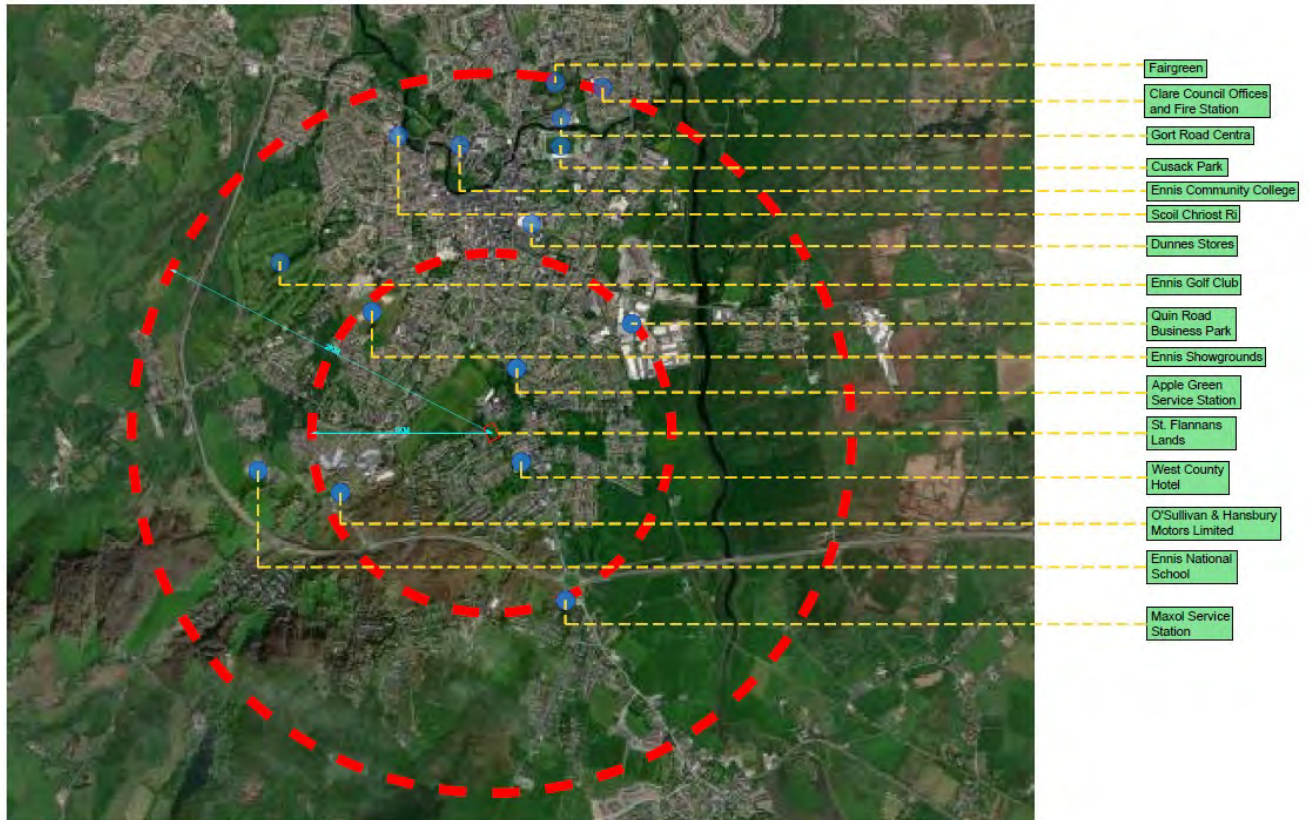 Fairgreen
Clare Council Offices
and Fire Station
Gort Road Centra
Cusack Park
Ennis Community College
Scoil Chriost Ri
Dunnes Stores
Ennis Golf Club
Quin Road
Business Park
Ennis Showgrounds
Apple Green
Service Station
St. Flannans
Lands
West County
Hotel
O'Sullivan & Hansbury
Motors Limited
Ennis National
School
Maxol Service
Station
2KM
1KM